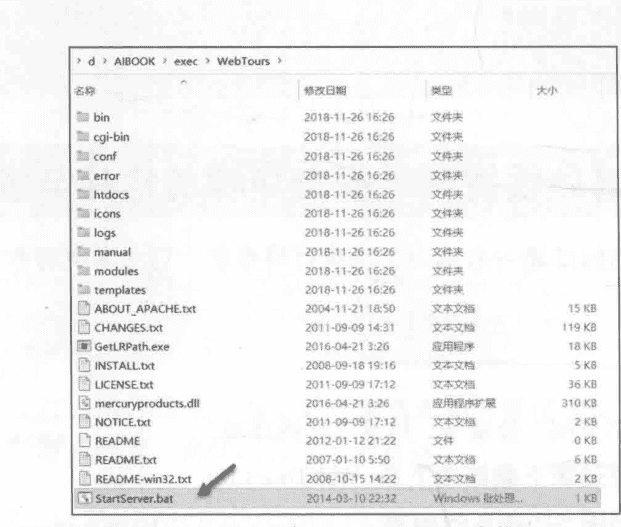 > d > AIBOOK > exec > WebTours >
名称 修改日期 类型 大小
bin 2018-11-26 16:26 文件夹
cgi-bin 2018-11-26 16:26 文件夹
conf 2018-11-26 16:26 文件夹
error 2018-11-26 16:26 文件夹
htdocs 2018-11-26 16:26 文件夹
icons 2018-11-26 16:26 文件夹
logs 2018-11-26 16:26 文件夹
manual 2018-11-26 16:26 文件夹
modules 2018-11-26 16:26 文件夹
templates 2018-11-26 16:26 文件夹
ABOUT_APACHE.txt 2004-11-21 18:50 文本文档 15 KB
CHANGES.txt 2011-09-09 14:31 文本文档 119 KB
GetLRPath.exe 2016-04-21 3:26 应用程序 18 KB
INSTALL.txt 2008-09-18 19:16 文本文档 5 KB
LICENSE.txt 2011-09-09 17:12 文本文档 36 KB
mercuryproducts.dll 2016-04-21 3:26 应用程序扩展 310 KB
NOTICE.txt 2011-09-09 17:12 文本文档 2 KB
README 2012-01-12 21:22 文件 0 KB
README.txt 2007-01-10 5:50 文本文档 6 KB
README-win32.txt 2008-10-15 14:22 文本文档 2 KB
StartServer.bat 2014-03-10 22:32 Windows 批处理... 1 KB